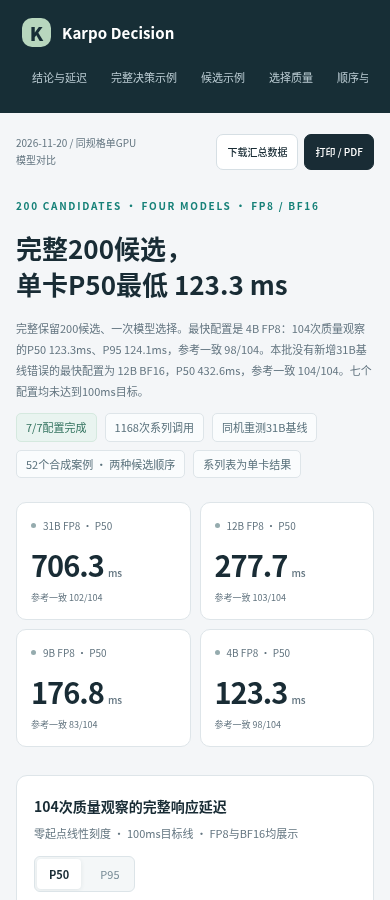 K Karpo Decision
结论与延迟 完整决策示例 候选示例 选择质量 顺序与
2026-11-20 / 同规格单GPU
模型对比
下载汇总数据 打印 / PDF
200 CANDIDATES · FOUR MODELS · FP8 / BF16
完整200候选，
单卡P50最低 123.3 ms
完整保留200候选、一次模型选择。最快配置是 4B FP8：104次质量观察
的P50 123.3ms、P95 124.1ms，参考一致 98/104。本批没有新增31B基
线错误的最快配置为 12B BF16，P50 432.6ms，参考一致 104/104。七个
配置均未达到100ms目标。
7/7配置完成 1168次系列调用 同机重测31B基线
52个合成案例 · 两种候选顺序 系列表为单卡结果
31B FP8 · P50
706.3 ms
参考一致 102/104
12B FP8 · P50
277.7 ms
参考一致 103/104
9B FP8 · P50
176.8 ms
参考一致 83/104
4B FP8 · P50
123.3 ms
参考一致 98/104
104次质量观察的完整响应延迟
零起点线性刻度 · 100ms目标线 · FP8与BF16均展示
P50 P95